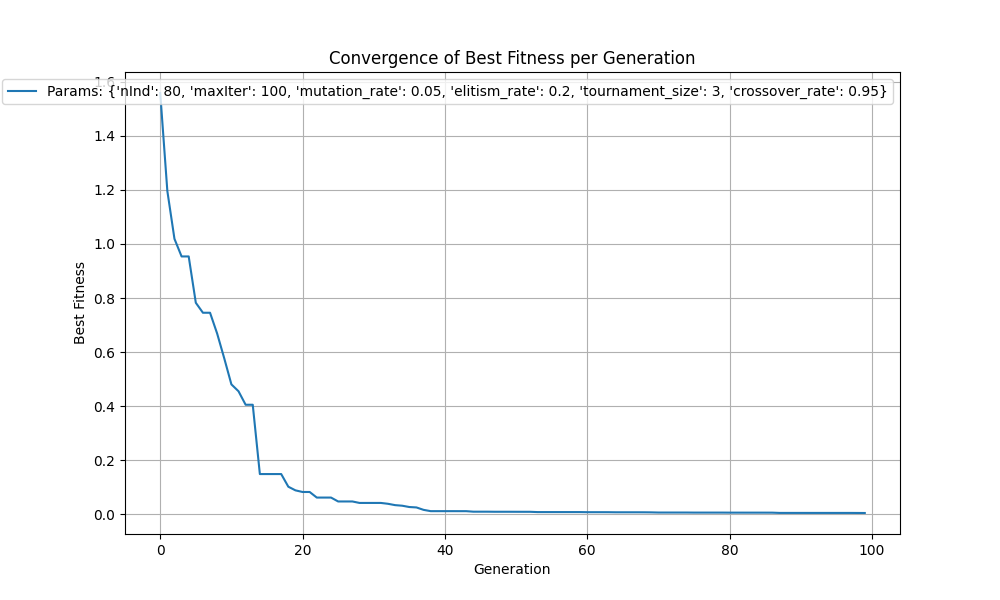 Convergence of Best Fitness per Generation
Params: {'nInd': 80, 'maxIter': 100, 'mutation_rate': 0.05, 'elitism_rate': 0.2, 'tournament_size': 3, 'crossover_rate': 0.95}
1.6
1.4
1.2
1.0
0.8
0.6
0.4
0.2
0.0
Best Fitness
0 20 40 60 80 100
Generation